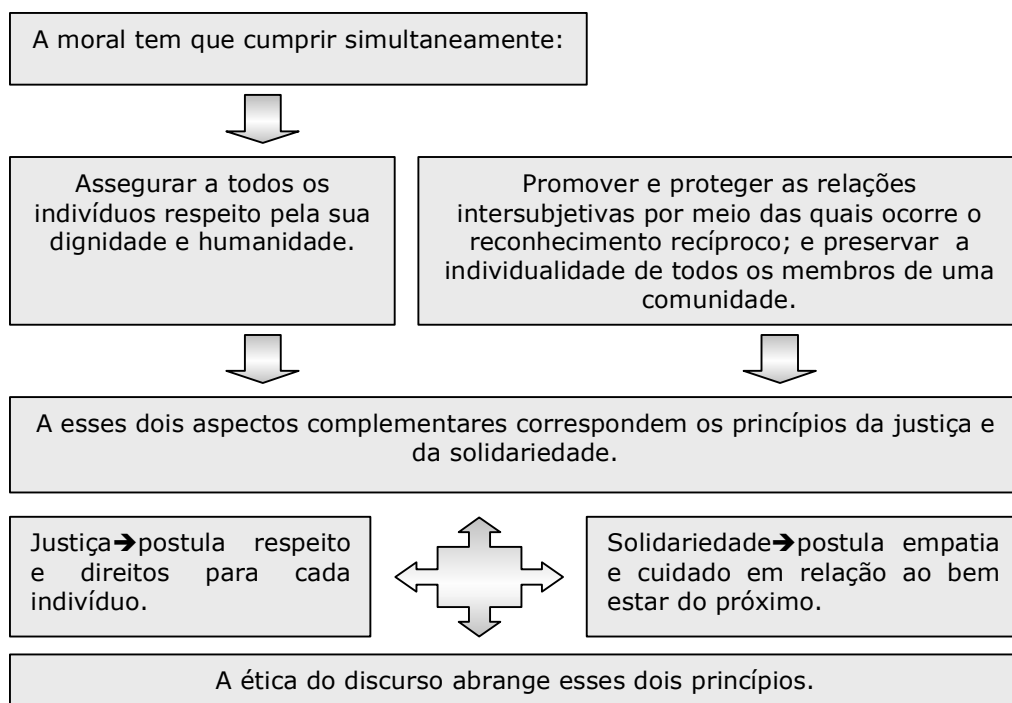 A moral tem que cumprir simultaneamente:
Assegurar a todos os
indivíduos respeito pela sua
dignidade e humanidade.
Promover e proteger as relações
intersubjetivas por meio das quais ocorre o
reconhecimento recíproco; e preservar a
individualidade de todos os membros de uma
comunidade.
A esses dois aspectos complementares correspondem os princípios da justiça e
da solidariedade.
Justiça➔postula respeito
e direitos para cada
indivíduo.
Solidariedade➔postula empatia
e cuidado em relação ao bem
estar do próximo.
A ética do discurso abrange esses dois princípios.